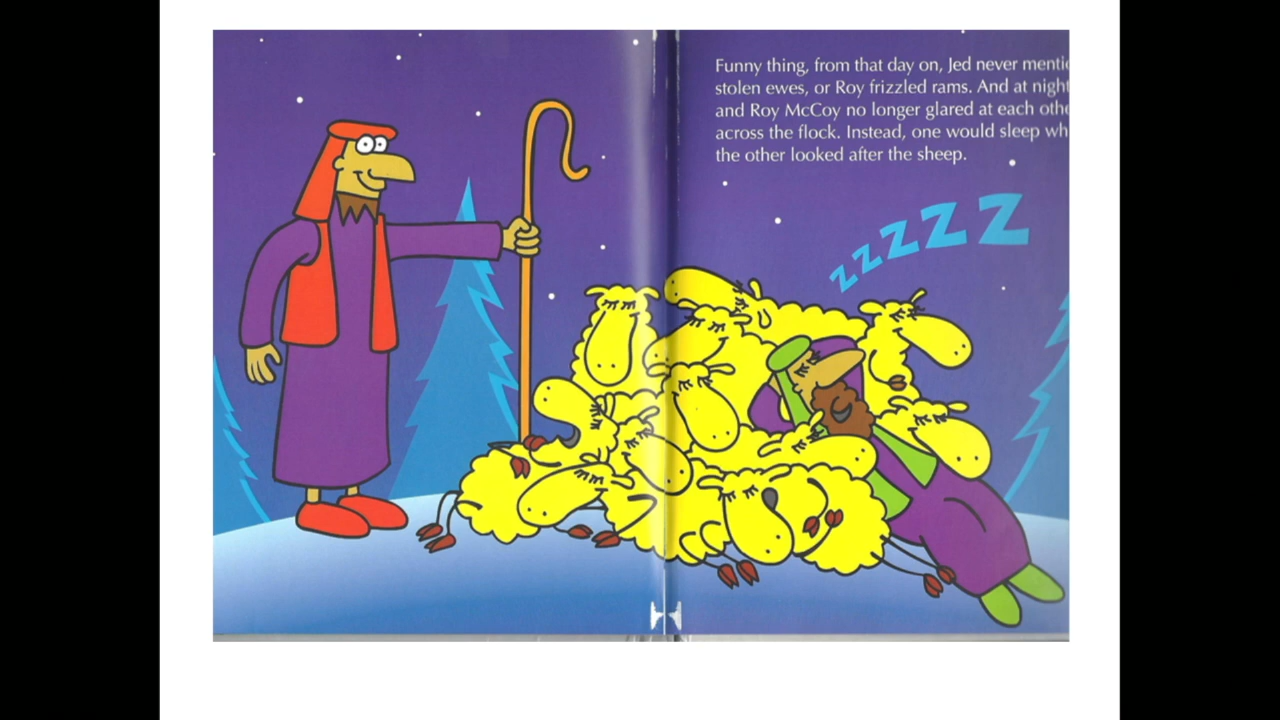 Funny thing, from that day on, Jed never
stolen ewes, or Roy frizzled rams. And at night
and Roy McCoy no longer glared at each
across the flock. Instead, one would sleep
the other looked after the sheep.
zzZZZ